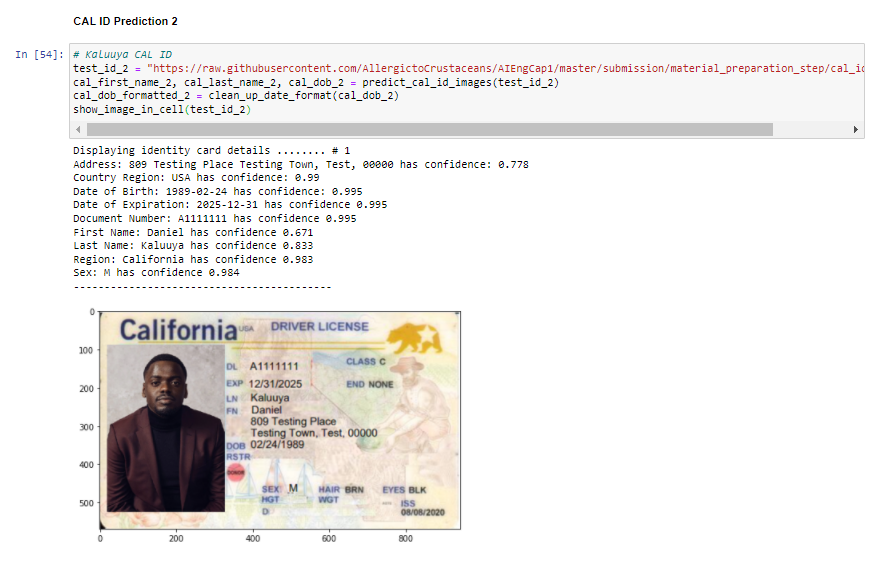 CAL ID Prediction 2
In [54]: # Kaluuya CAL ID
test_id_2 = "https://raw.githubusercontent.com/AllergictoCrustaceans/AIEngCap1/master/submission/material_preparation_step/cal_ic
cal_first_name_2, cal_last_name_2, cal_dob_2 = predict_cal_id_images(test_id_2)
cal_dob_formatted_2 = clean_up_date_format(cal_dob_2)
show_image_in_cell(test_id_2)
Displaying identity card details ........ # 1
Address: 809 Testing Place Testing Town, Test, 00000 has confidence: 0.778
Country Region: USA has confidence: 0.99
Date of Birth: 1989-02-24 has confidence: 0.995
Date of Expiration: 2025-12-31 has confidence 0.995
Document Number: A1111111 has confidence 0.995
First Name: Daniel has confidence 0.671
Last Name: Kaluuya has confidence 0.833
Region: California has confidence 0.983
Sex: M has confidence 0.984
------------------------------------------
0
100
200
300
400
500
California USA DRIVER LICENSE
DL A1111111 CLASS C
EXP 12/31/2025 END NONE
LN Kaluuya
FN Daniel
809 Testing Place
Testing Town, Test, 00000
DOB 02/24/1989
RSTR
DONOR
SEX M HAIR BRN EYES BLK
HGT WGT ISS
D 08/08/2020
0 200 400 600 800